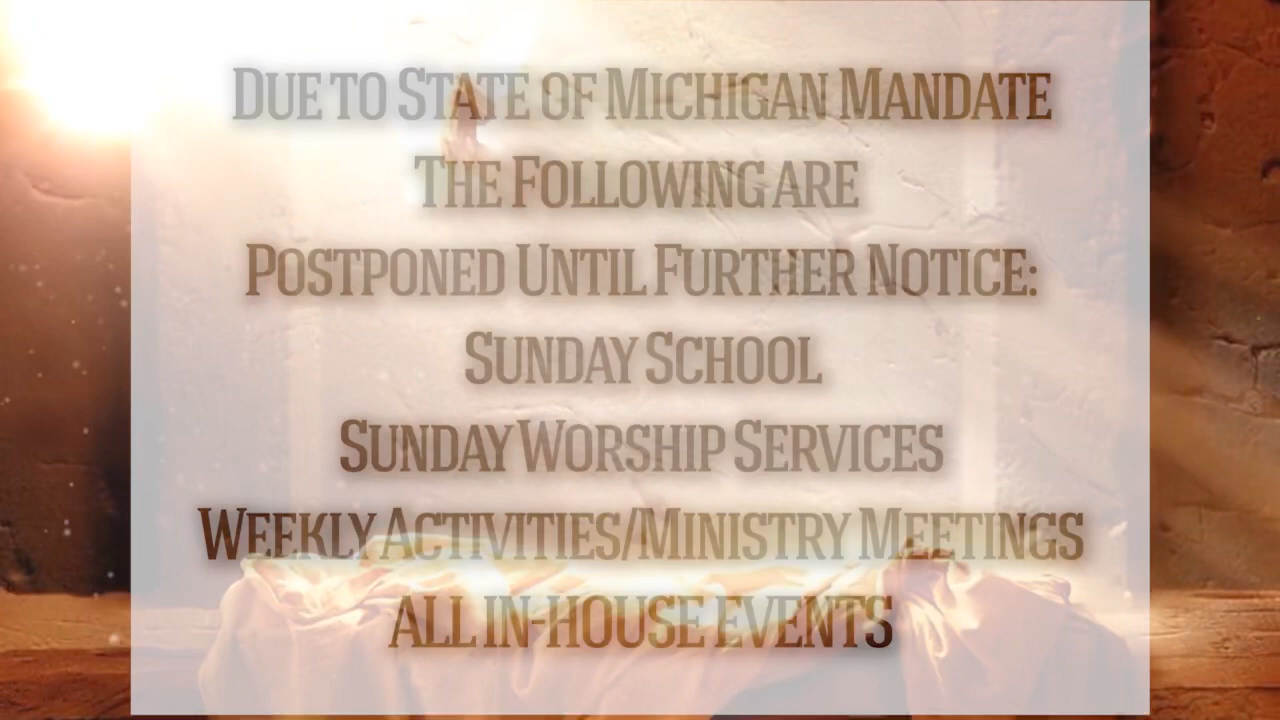 Due to State of Michigan Mandate
The Following are
Postponed Until Further Notice:
Sunday School
Sunday Worship Services
Weekly Activities/Ministry Meetings
ALL IN-HOUSE EVENTS